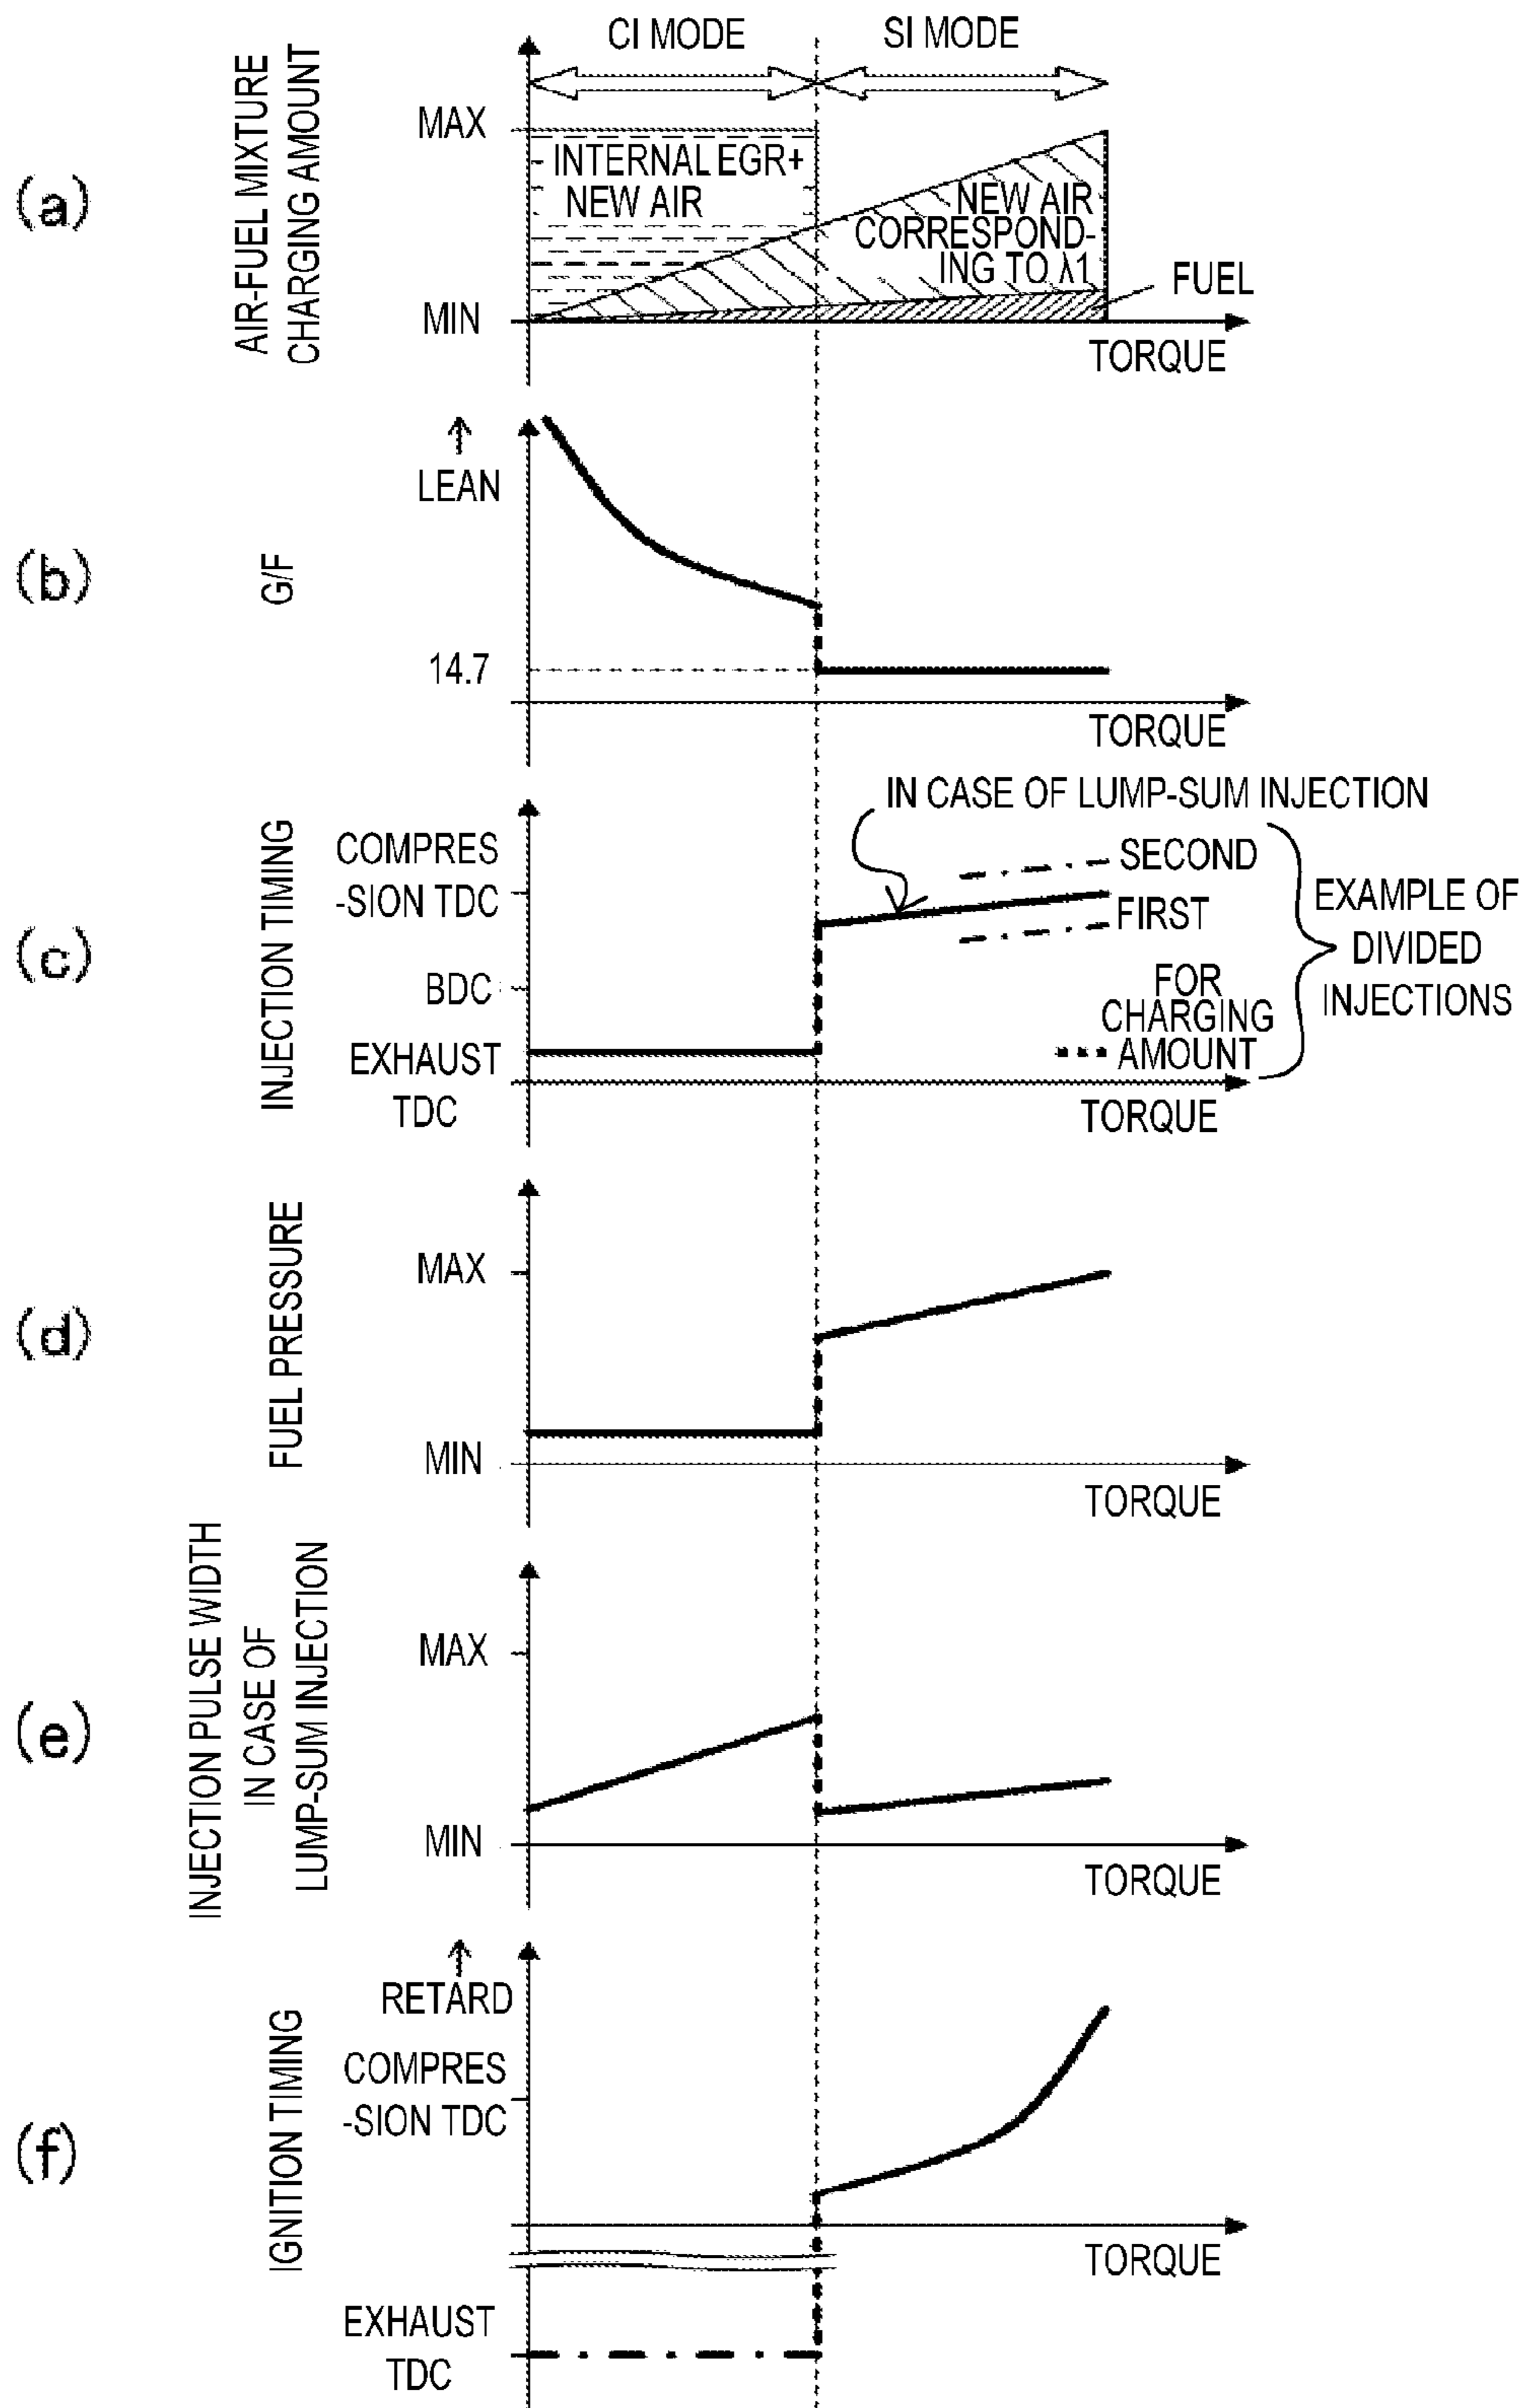 (a)
AIR-FUEL MIXTURE
CHARGING AMOUNT
CI MODE
SI MODE
MAX
INTERNAL EGR+
NEW AIR
NEW AIR
CORRESPOND-
ING TO λ1
FUEL
MIN
TORQUE
(b)
G/F
LEAN
14.7
TORQUE
(c)
INJECTION TIMING
IN CASE OF LUMP-SUM INJECTION
COMPRES
-SION TDC
SECOND
FIRST
BDC
FOR
CHARGING
AMOUNT
EXAMPLE OF
DIVIDED
INJECTIONS
EXHAUST
TDC
TORQUE
(d)
FUEL PRESSURE
MAX
MIN
TORQUE
(e)
INJECTION PULSE WIDTH
IN CASE OF
LUMP-SUM INJECTION
MAX
MIN
TORQUE
(f)
IGNITION TIMING
RETARD
COMPRES
-SION TDC
TORQUE
EXHAUST
TDC